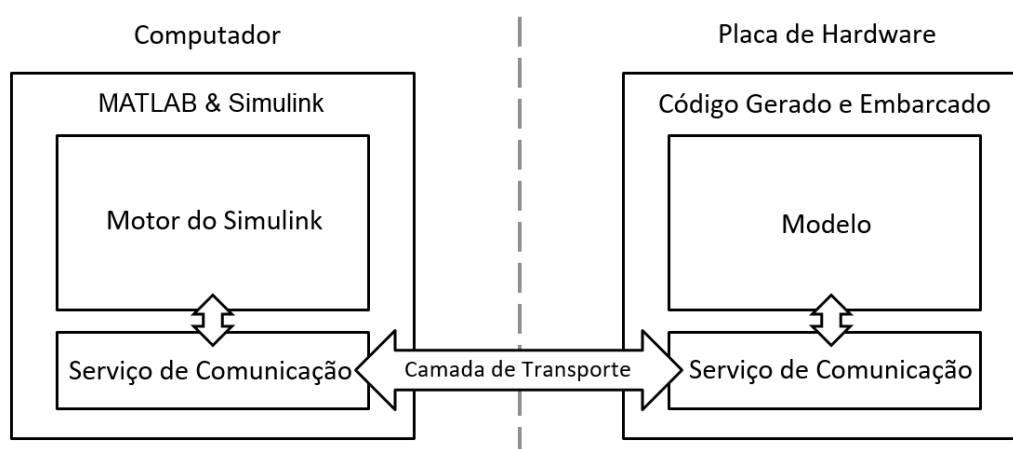 Computador
Placa de Hardware
MATLAB & Simulink
Código Gerado e Embarcado
Motor do Simulink
Modelo
Serviço de Comunicação
Camada de Transporte
Serviço de Comunicação